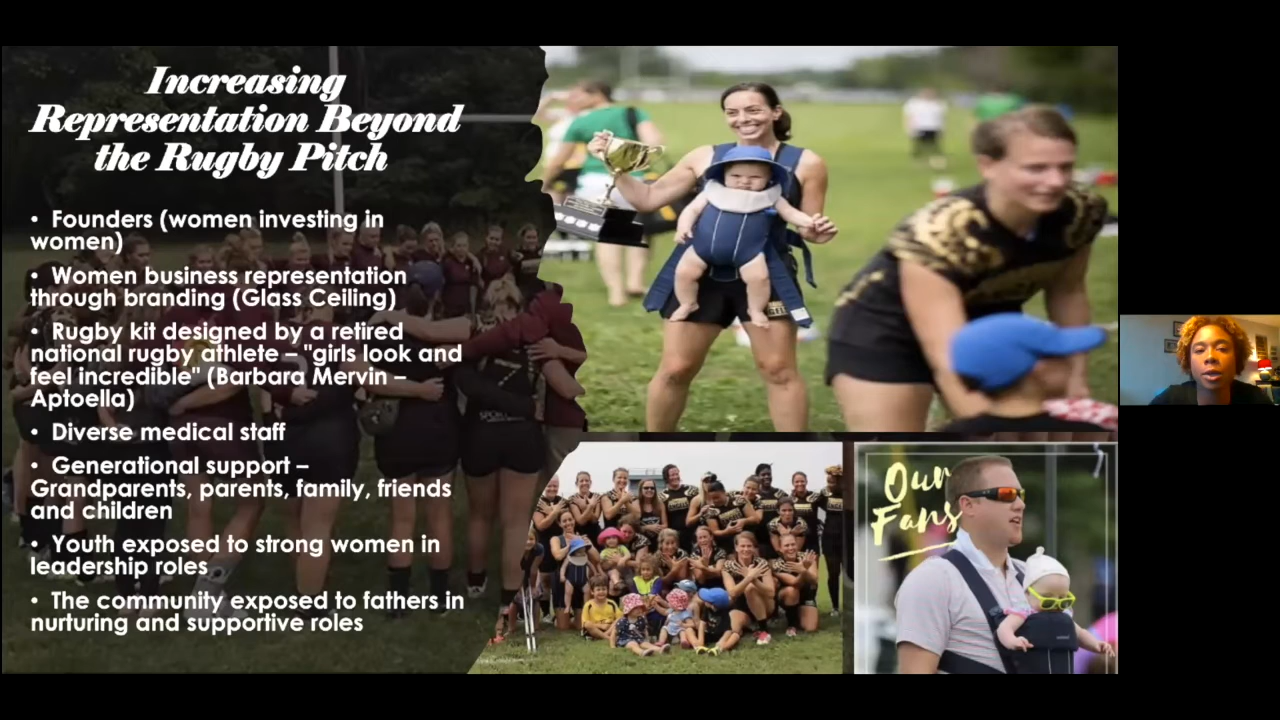 Increasing
Representation Beyond
the Rugby Pitch
• Founders (women investing in
women)
• Women business representation
through branding (Glass Ceiling)
• Rugby kit designed by a retired
national rugby athlete – "girls look and
feel incredible" (Barbara Mervin –
Aptoella)
• Diverse medical staff
• Generational support –
Grandparents, parents, family, friends
and children
• Youth exposed to strong women in
leadership roles
• The community exposed to fathers in
nurturing and supportive roles
Our
Fans